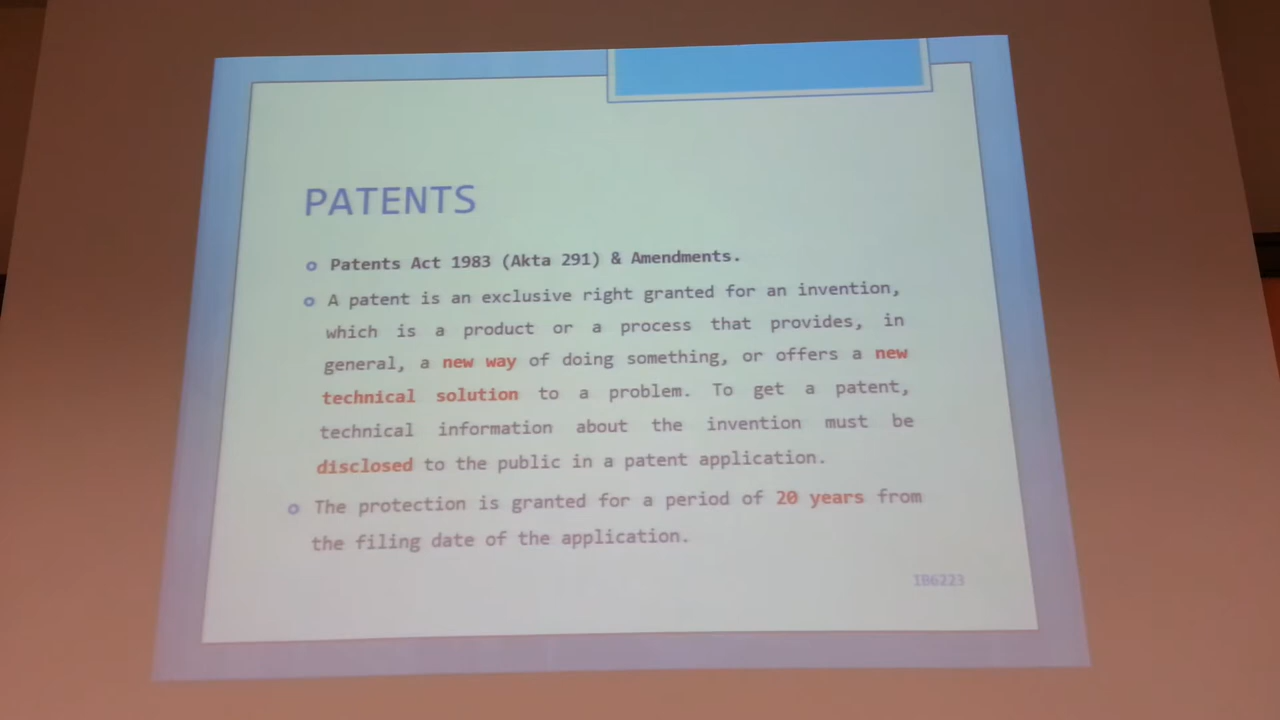 PATENTS
Patents Act 1983 (Akta 291) & Amendments.
A patent is an exclusive right granted for an invention,
which is a product or a process that provides, in
general, a new way of doing something, or offers a new
technical solution to a problem. To get a patent,
technical information about the invention must be
disclosed to the public in a patent application.
The protection is granted for a period of 20 years from
the filing date of the application.
IB6223